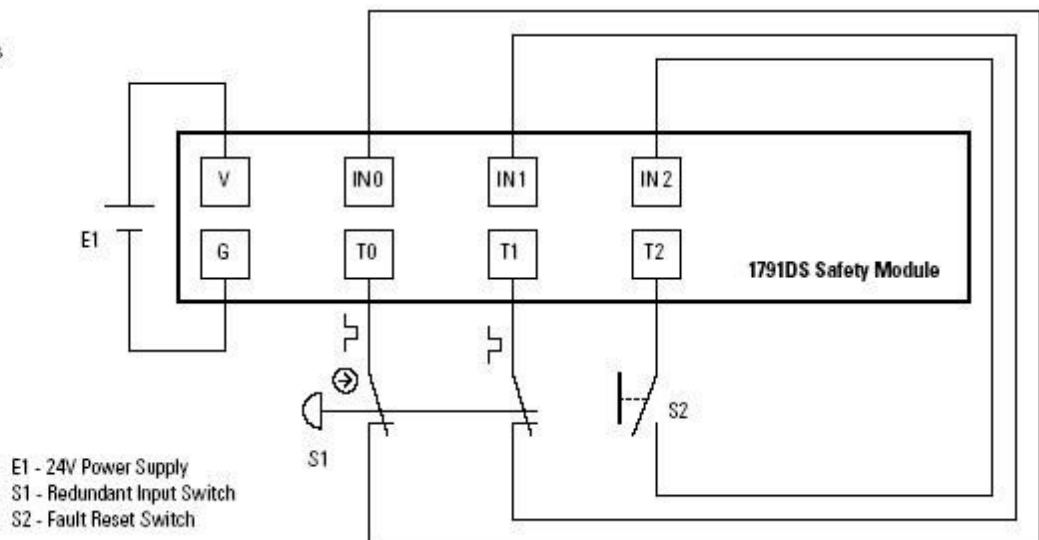 V
IN0
IN1
IN2
E1
G
T0
T1
T2
1791DS Safety Module
S1
S2
E1 - 24V Power Supply
S1 - Redundant Input Switch
S2 - Fault Reset Switch